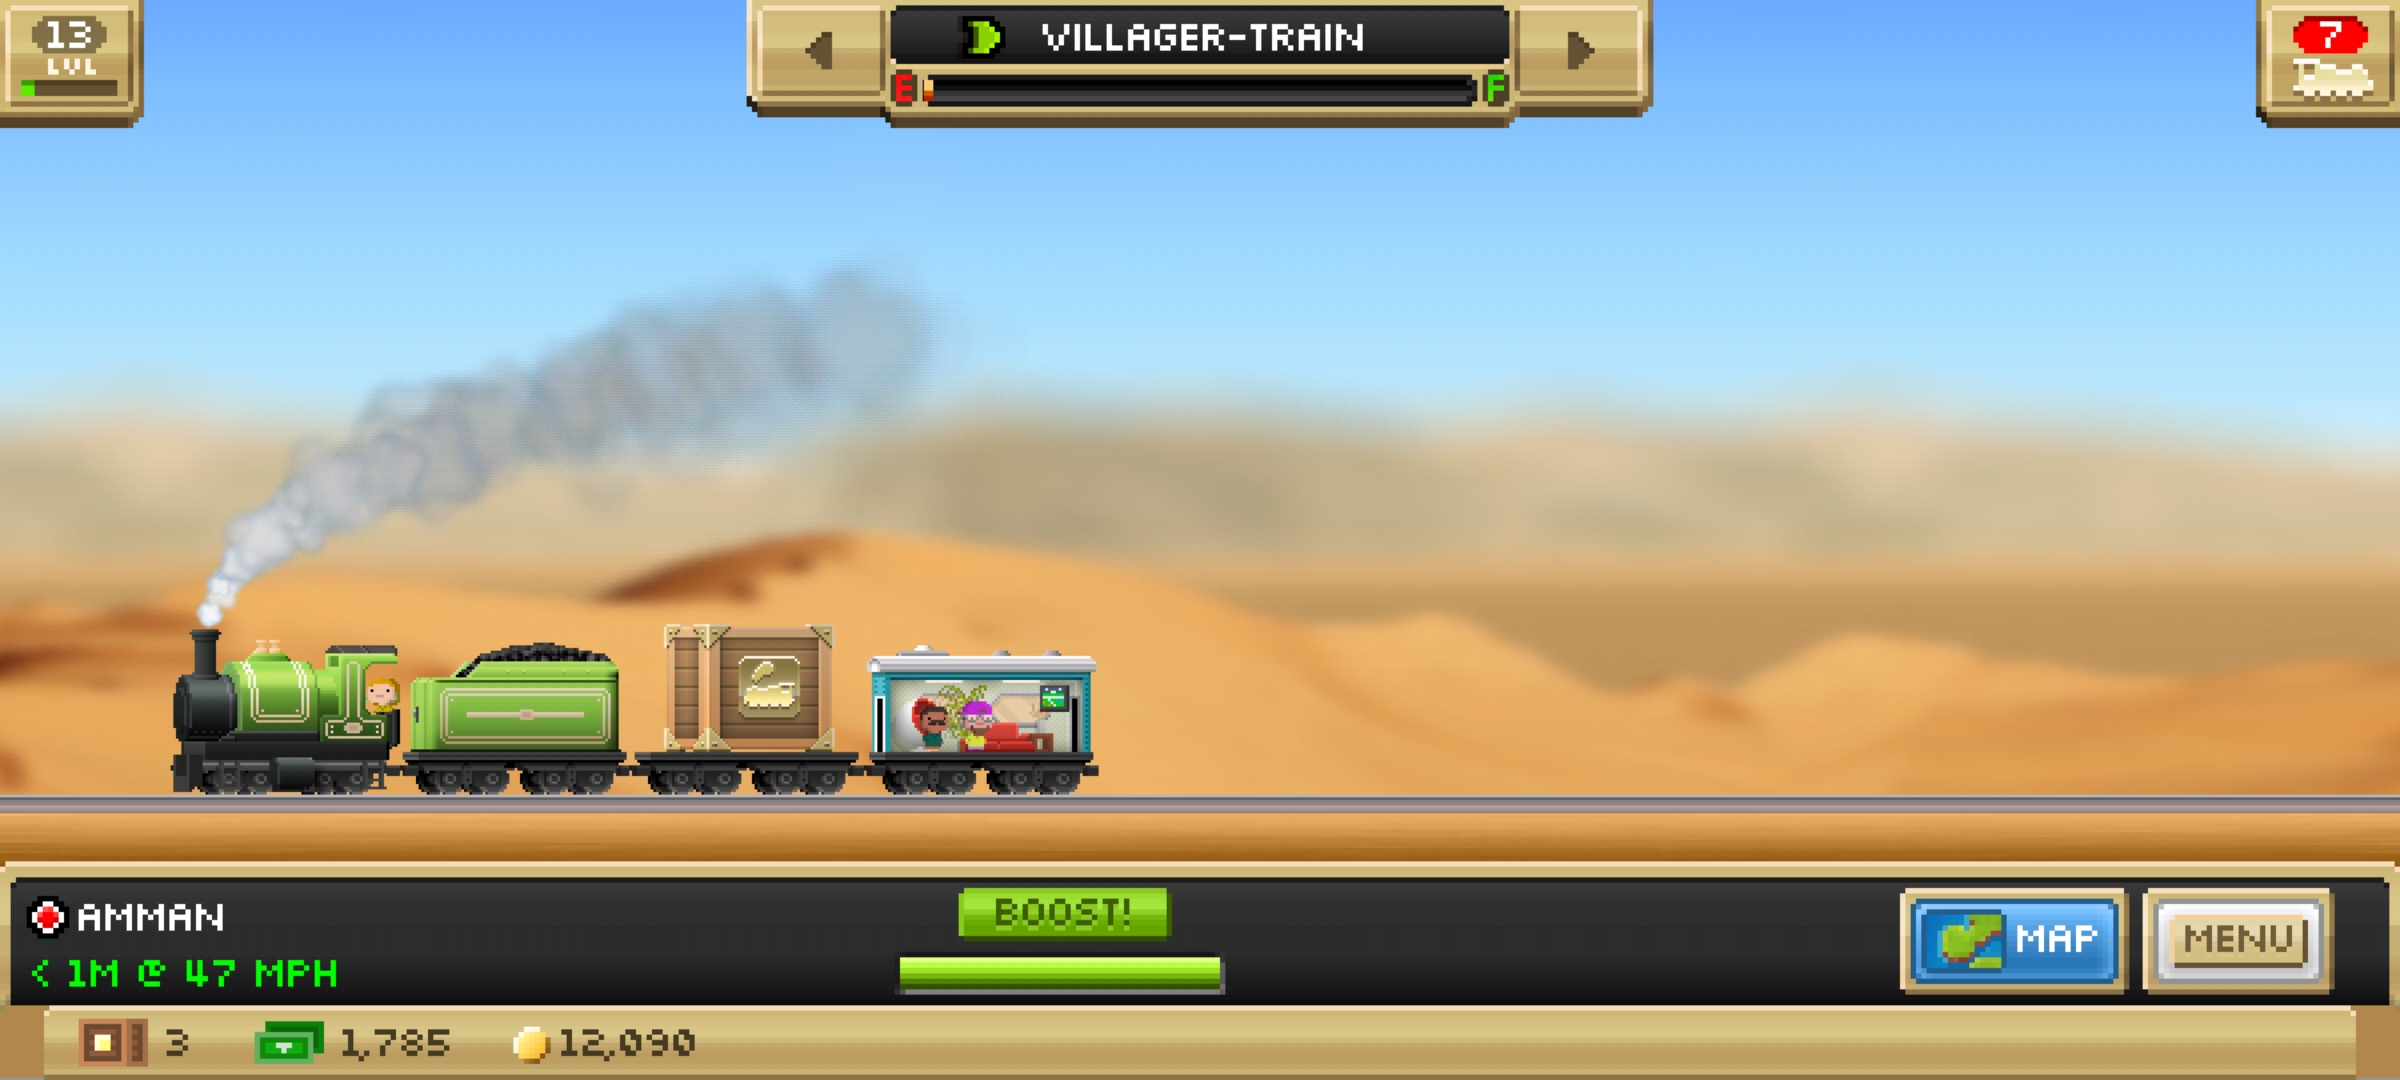 13
LVL
VILLAGER-TRAIN
E F
7
AMMAN
< 1M @ 47 MPH
BOOST!
MAP
MENU
3
1,785
12,090